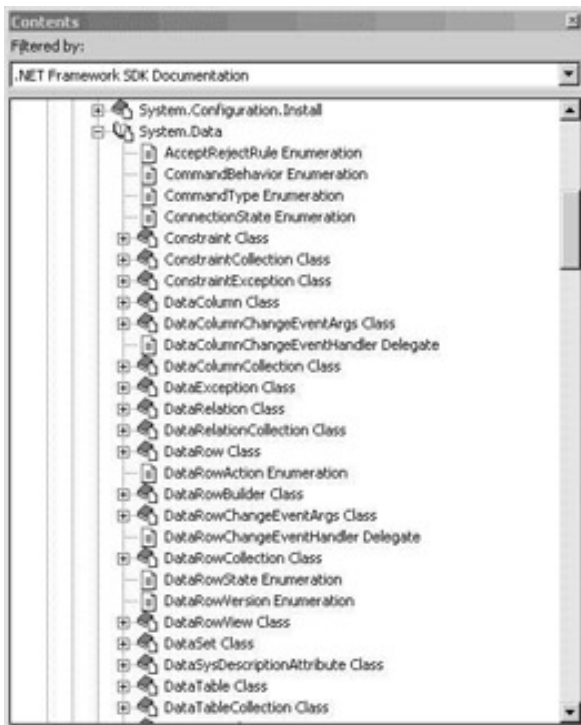 Contents
Filtered by:
.NET Framework SDK Documentation
System.Configuration.Install
System.Data
AcceptRejectRule Enumeration
CommandBehavior Enumeration
CommandType Enumeration
ConnectionState Enumeration
Constraint Class
ConstraintCollection Class
ConstraintException Class
DataColumn Class
DataColumnChangeEventArgs Class
DataColumnChangeEventHandler Delegate
DataColumnCollection Class
DataException Class
DataRelation Class
DataRelationCollection Class
DataRow Class
DataRowAction Enumeration
DataRowBuilder Class
DataRowChangeEventArgs Class
DataRowChangeEventHandler Delegate
DataRowCollection Class
DataRowState Enumeration
DataRowVersion Enumeration
DataRowView Class
DataSet Class
DataSysDescriptionAttribute Class
DataTable Class
DataTableCollection Class